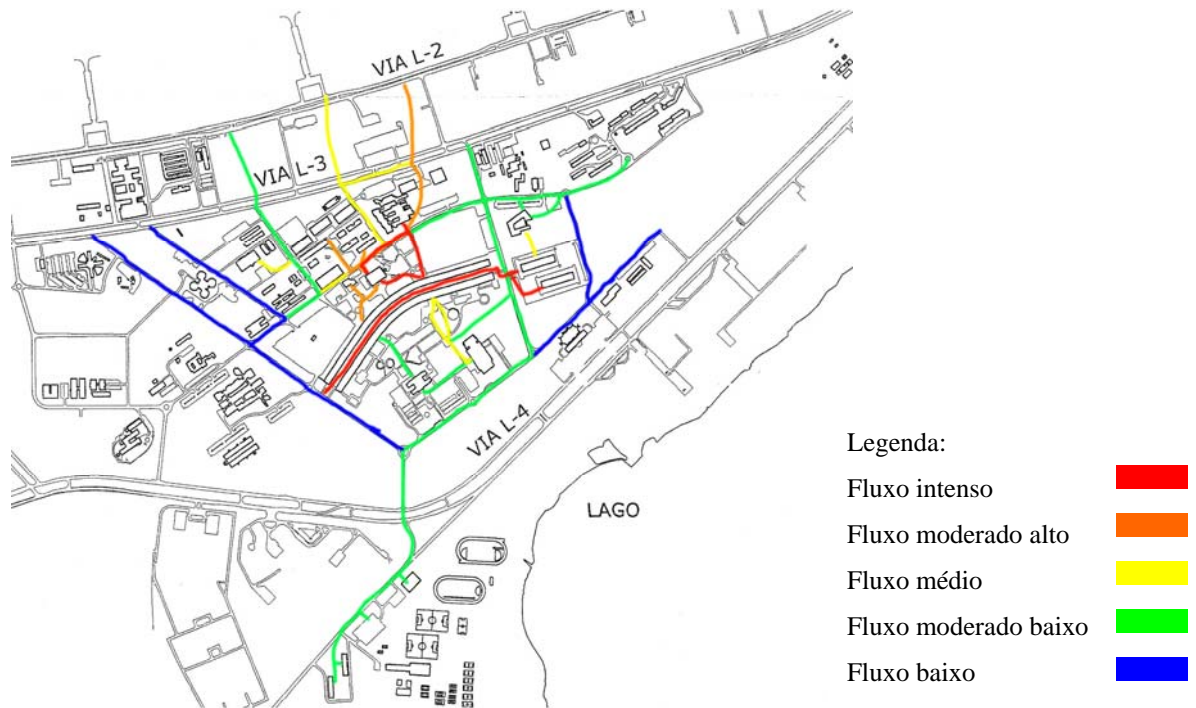 VIA L-2
VIA L-3
VIA L-4
LAGO
Legenda:
Fluxo intenso
Fluxo moderado alto
Fluxo médio
Fluxo moderado baixo
Fluxo baixo